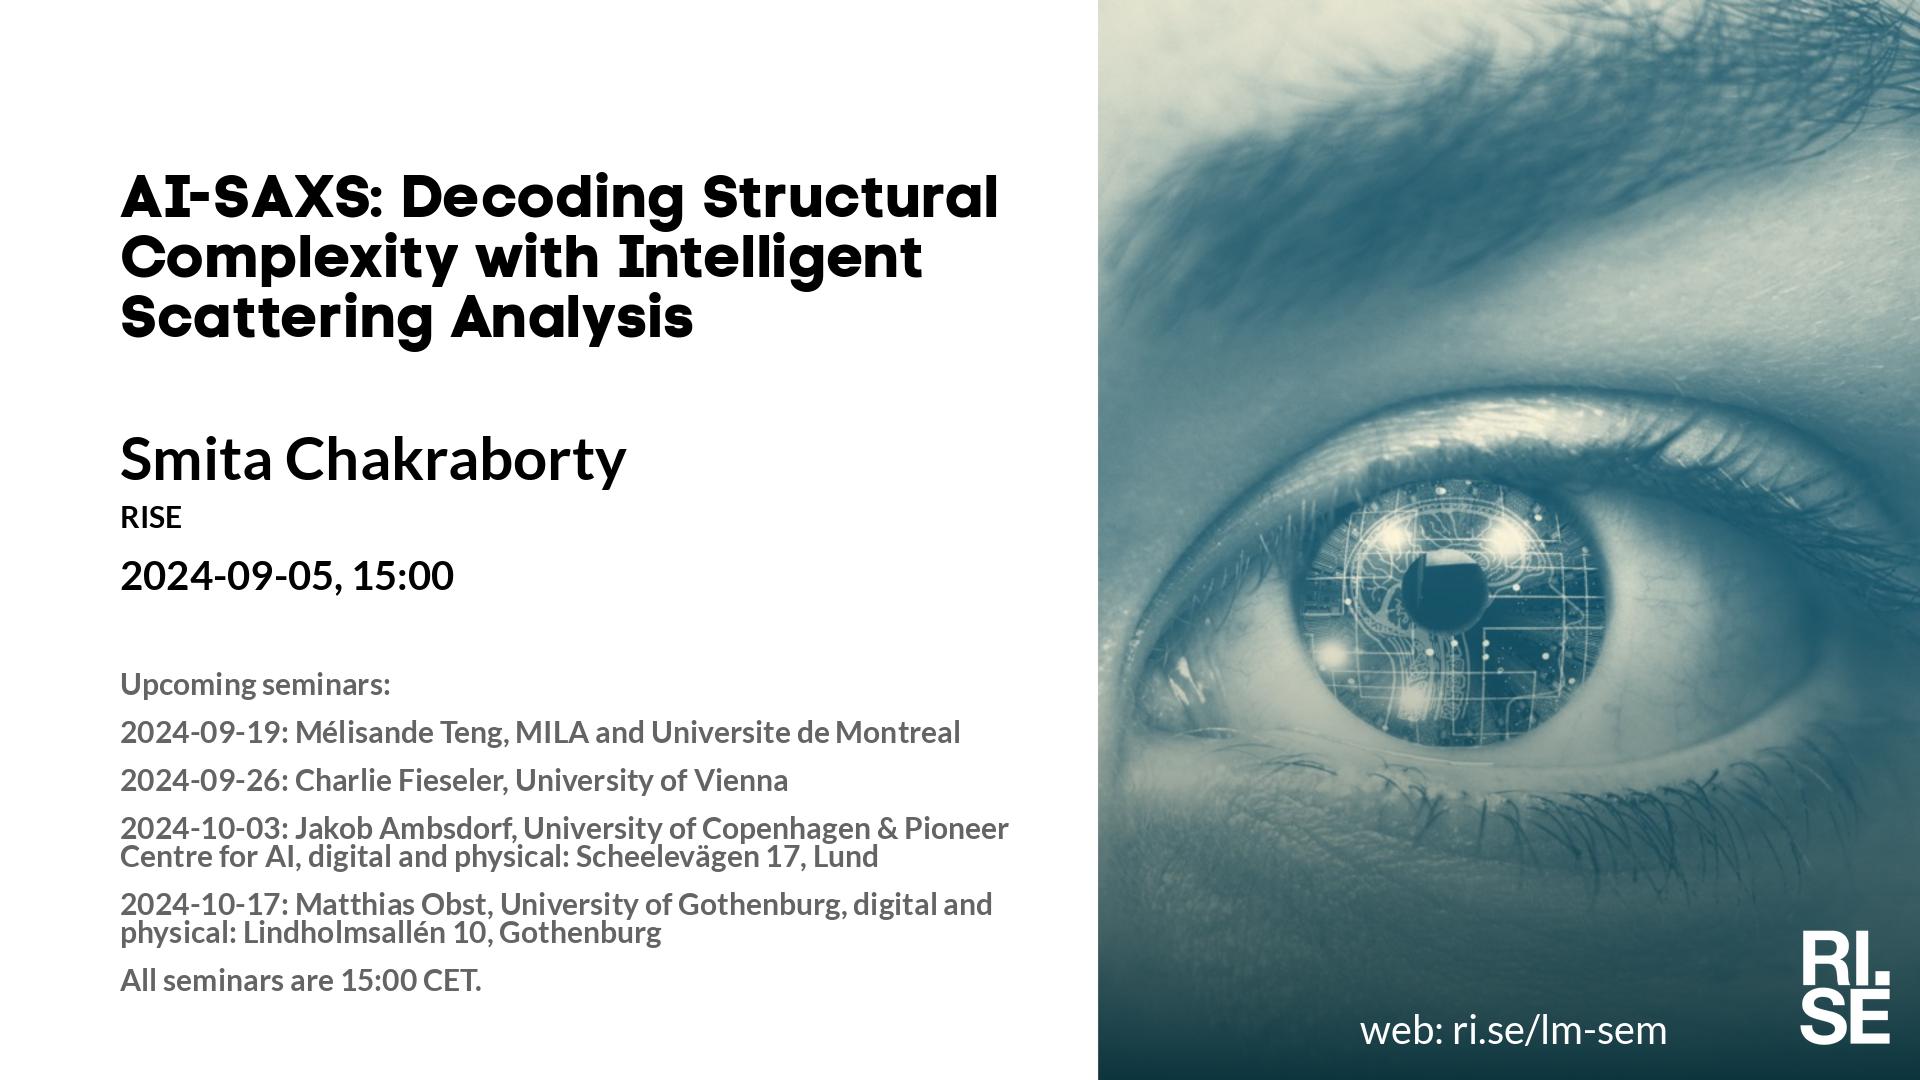 AI-SAXS: Decoding Structural
Complexity with Intelligent
Scattering Analysis
Smita Chakraborty
RISE
2024-09-05, 15:00
Upcoming seminars:
2024-09-19: Mélisande Teng, MILA and Universite de Montreal
2024-09-26: Charlie Fieseler, University of Vienna
2024-10-03: Jakob Ambsdorf, University of Copenhagen & Pioneer
Centre for AI, digital and physical: Scheelevägen 17, Lund
2024-10-17: Matthias Obst, University of Gothenburg, digital and
physical: Lindholmsallén 10, Gothenburg
All seminars are 15:00 CET.
web: ri.se/lm-sem
RI.
SE